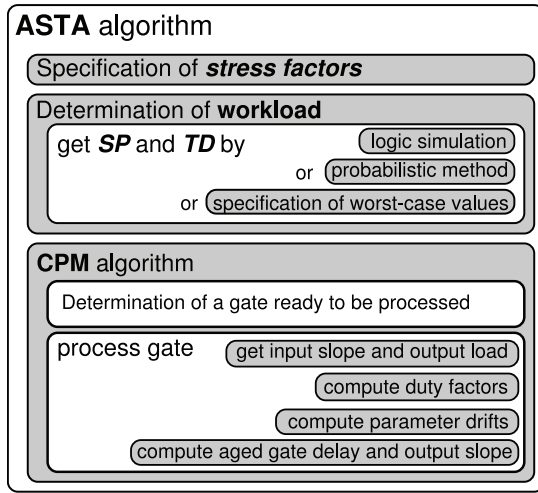 ASTA algorithm
Specification of stress factors
Determination of workload
get SP and TD by
logic simulation
or probabilistic method
or specification of worst-case values
CPM algorithm
Determination of a gate ready to be processed
process gate
get input slope and output load
compute duty factors
compute parameter drifts
compute aged gate delay and output slope